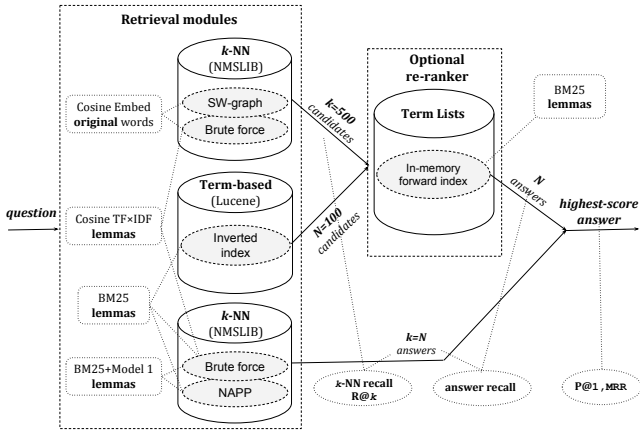 Retrieval modules
k-NN
(NMSLIB)
SW-graph
Brute force
Cosine Embed
original words
Term-based
(Lucene)
Inverted
index
question
Cosine TF×IDF
lemmas
BM25
lemmas
k-NN
(NMSLIB)
Brute force
NAPP
BM25+Model 1
lemmas
k=500
candidates
N=100
candidates
Optional
re-ranker
Term Lists
In-memory
forward index
BM25
lemmas
N
answers
highest-score
answer
k=N
answers
k-NN recall
R@k
answer recall
P@1,MRR